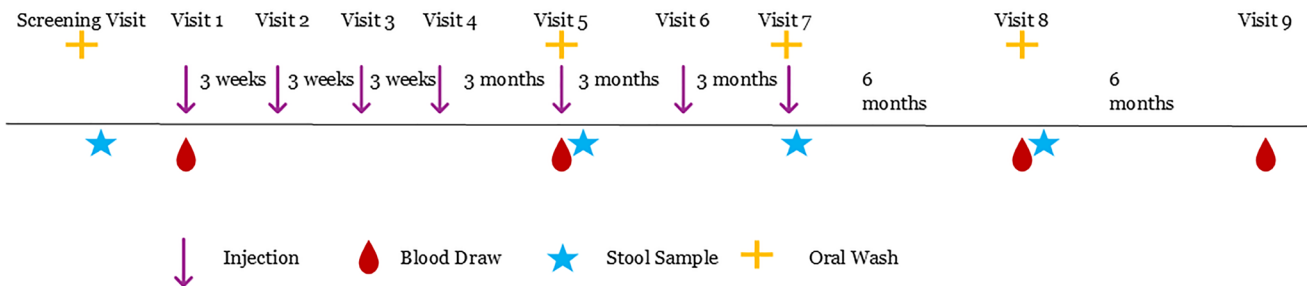 Screening Visit Visit 1 Visit 2 Visit 3 Visit 4 Visit 5 Visit 6 Visit 7 Visit 8 Visit 9
3 weeks 3 weeks 3 weeks 3 months 3 months 3 months 6 6
months months
Injection Blood Draw Stool Sample Oral Wash